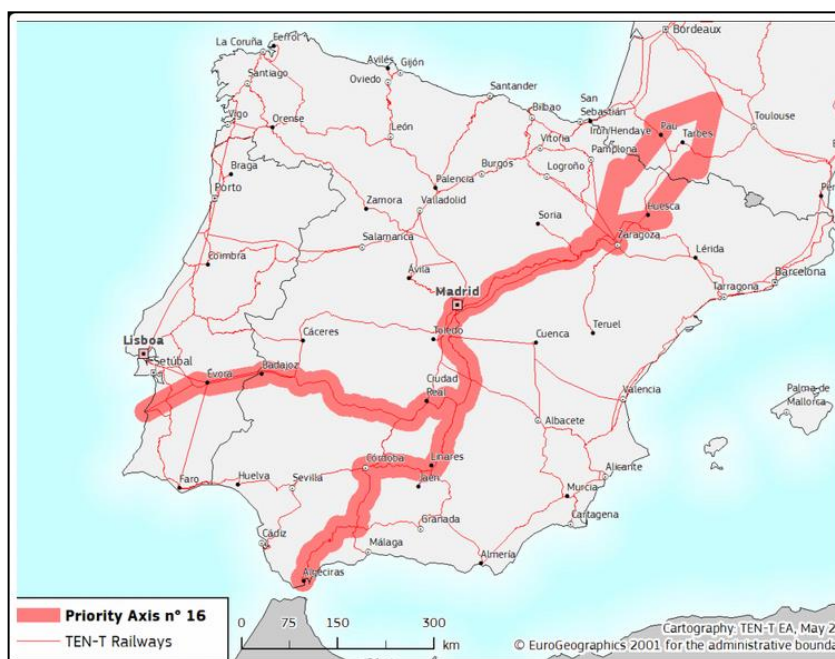 Bordeaux
Ferrol
La Coruña
Avilés
Gijón
Santiago
Oviedo
Santander
San
Sebastián
Bilbao
Irún/Hendaye
Pau
Toulouse
Tarbes
Vigo
Orense
León
Vitoria
Pamplona
Burgos
Logroño
Braga
Palencia
Porto
Zamora
Valladolid
Soria
Huesca
Zaragoza
Salamanca
Lérida
Coimbra
Ávila
Barcelona
Tarragona
Madrid
Teruel
Lisboa
Cáceres
Toledo
Cuenca
Setúbal
Évora
Badajoz
Ciudad
Real
Valencia
Palma de
Mallorca
Albacete
Córdoba
Linares
Alicante
Faro
Huelva
Sevilla
Jaén
Murcia
Granada
Cartagena
Cádiz
Málaga
Almería
Algeciras
Priority Axis n° 16
TEN-T Railways
0 75 150 300
km
Cartography: TEN-T EA, May 2
© EuroGeographics 2001 for the administrative bounda